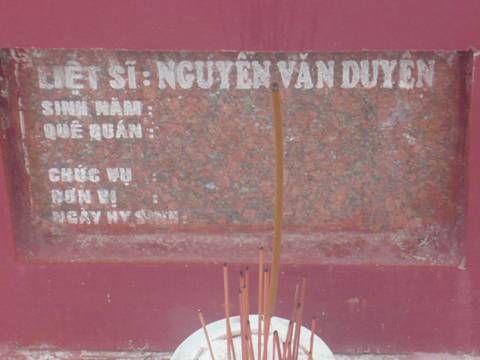 LIỆT SĨ : NGUYỄN VĂN DUYÊN
SINH NĂM :
QUÊ QUÁN :
CHỨC VỤ :
ĐƠN VỊ :
NGÀY HY SINH :